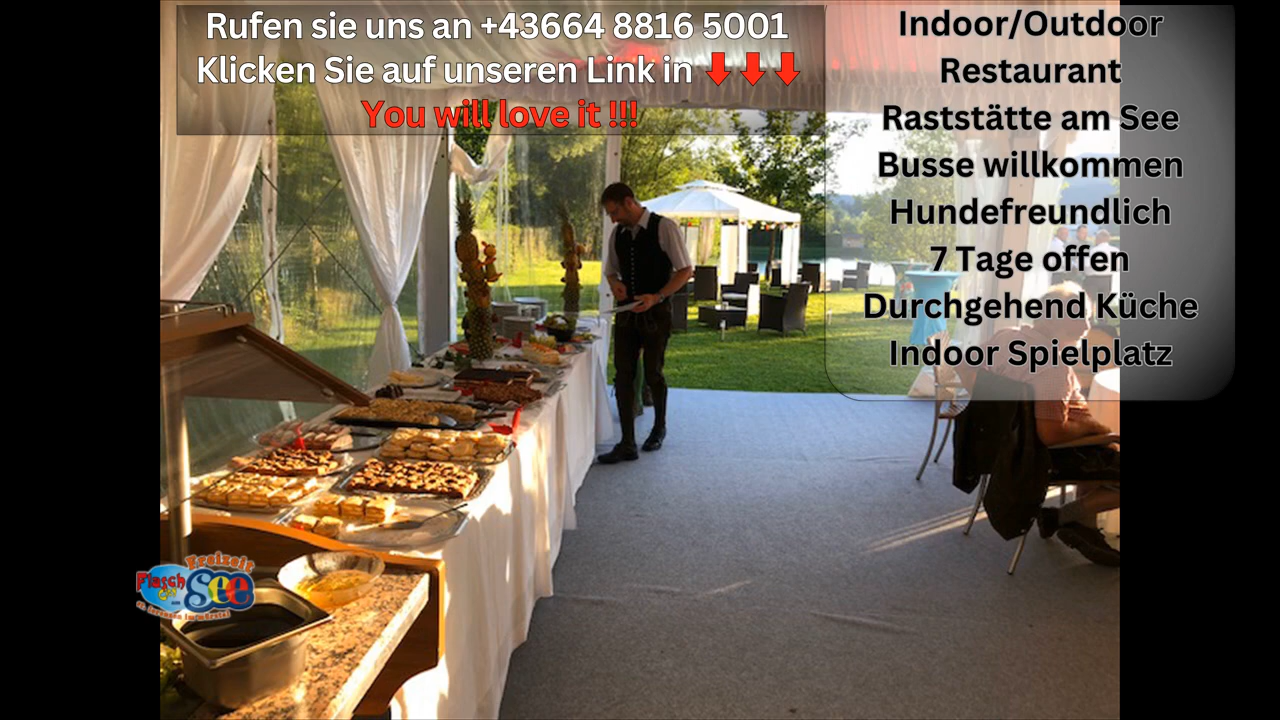 Rufen sie uns an +43664 8816 5001
Klicken Sie auf unseren Link in
You will love it !!!
Indoor/Outdoor
Restaurant
Raststätte am See
Busse willkommen
Hundefreundlich
7 Tage offen
Durchgehend Küche
Indoor Spielplatz
Freizeit
see
am